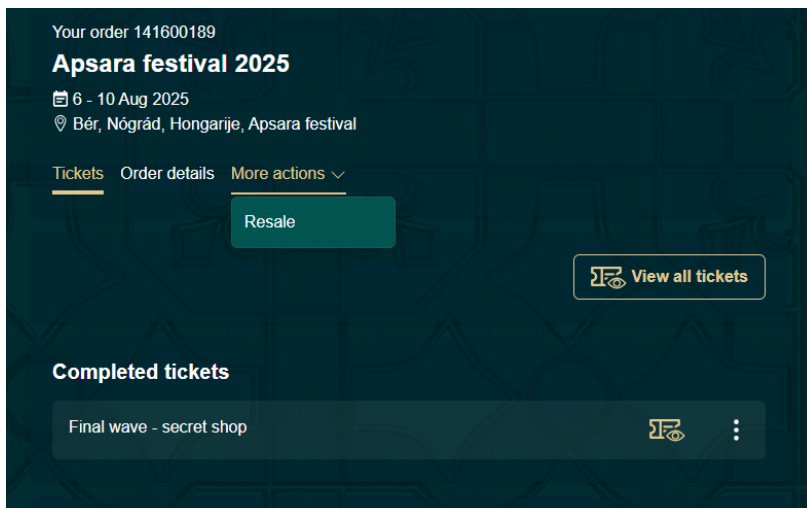 Your order 141600189
Apsara festival 2025
6 - 10 Aug 2025
Bér, Nógrád, Hongarije, Apsara festival
Tickets Order details More actions
Resale
View all tickets
Completed tickets
Final wave - secret shop